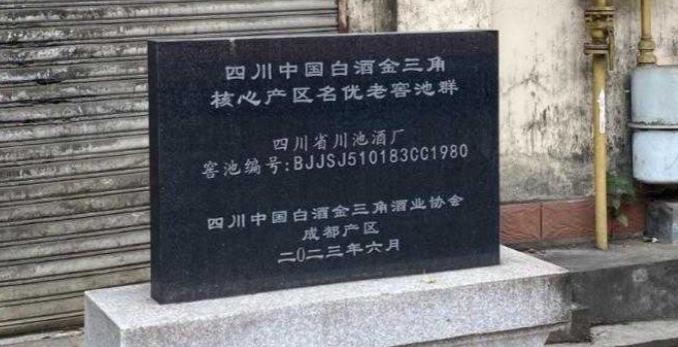 四川中国白酒金三角
核心产区名优老窖池群
四川省川池酒厂
窖池编号:BJJSJ510183CC1980
四川中国白酒金三角酒业协会
成都产区
二〇二三年六月